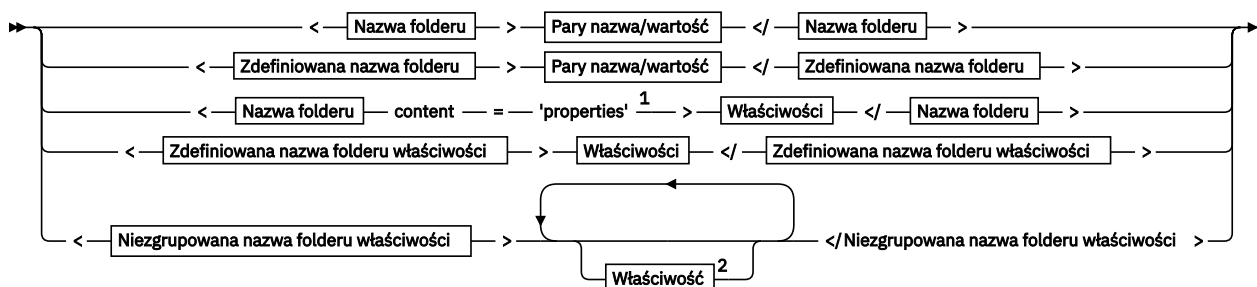 < Nazwa folderu > Pary nazwa/wartość </ Nazwa folderu >
< Zdefiniowana nazwa folderu > Pary nazwa/wartość </ Zdefiniowana nazwa folderu >
< Nazwa folderu content = 'properties' 1 > Właściwości </ Nazwa folderu >
< Zdefiniowana nazwa folderu właściwości > Właściwości </ Zdefiniowana nazwa folderu właściwości >
< Niezgrupowana nazwa folderu właściwości > </ Niezgrupowana nazwa folderu właściwości >
Właściwość 2